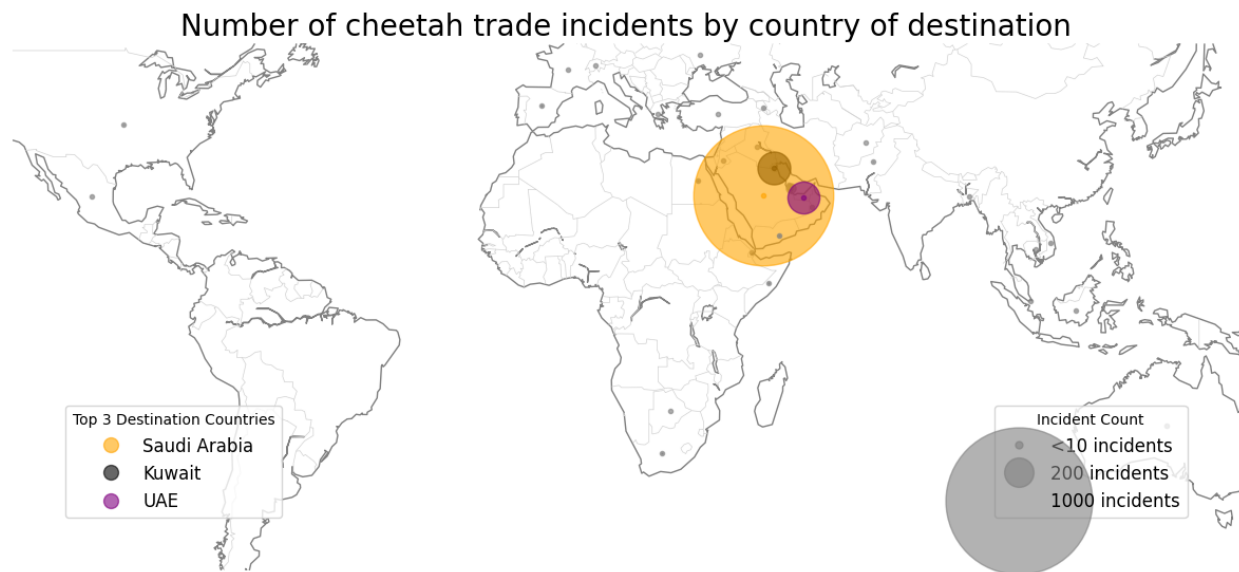 Number of cheetah trade incidents by country of destination
Top 3 Destination Countries
Saudi Arabia
Kuwait
UAE
Incident Count
<10 incidents
200 incidents
1000 incidents